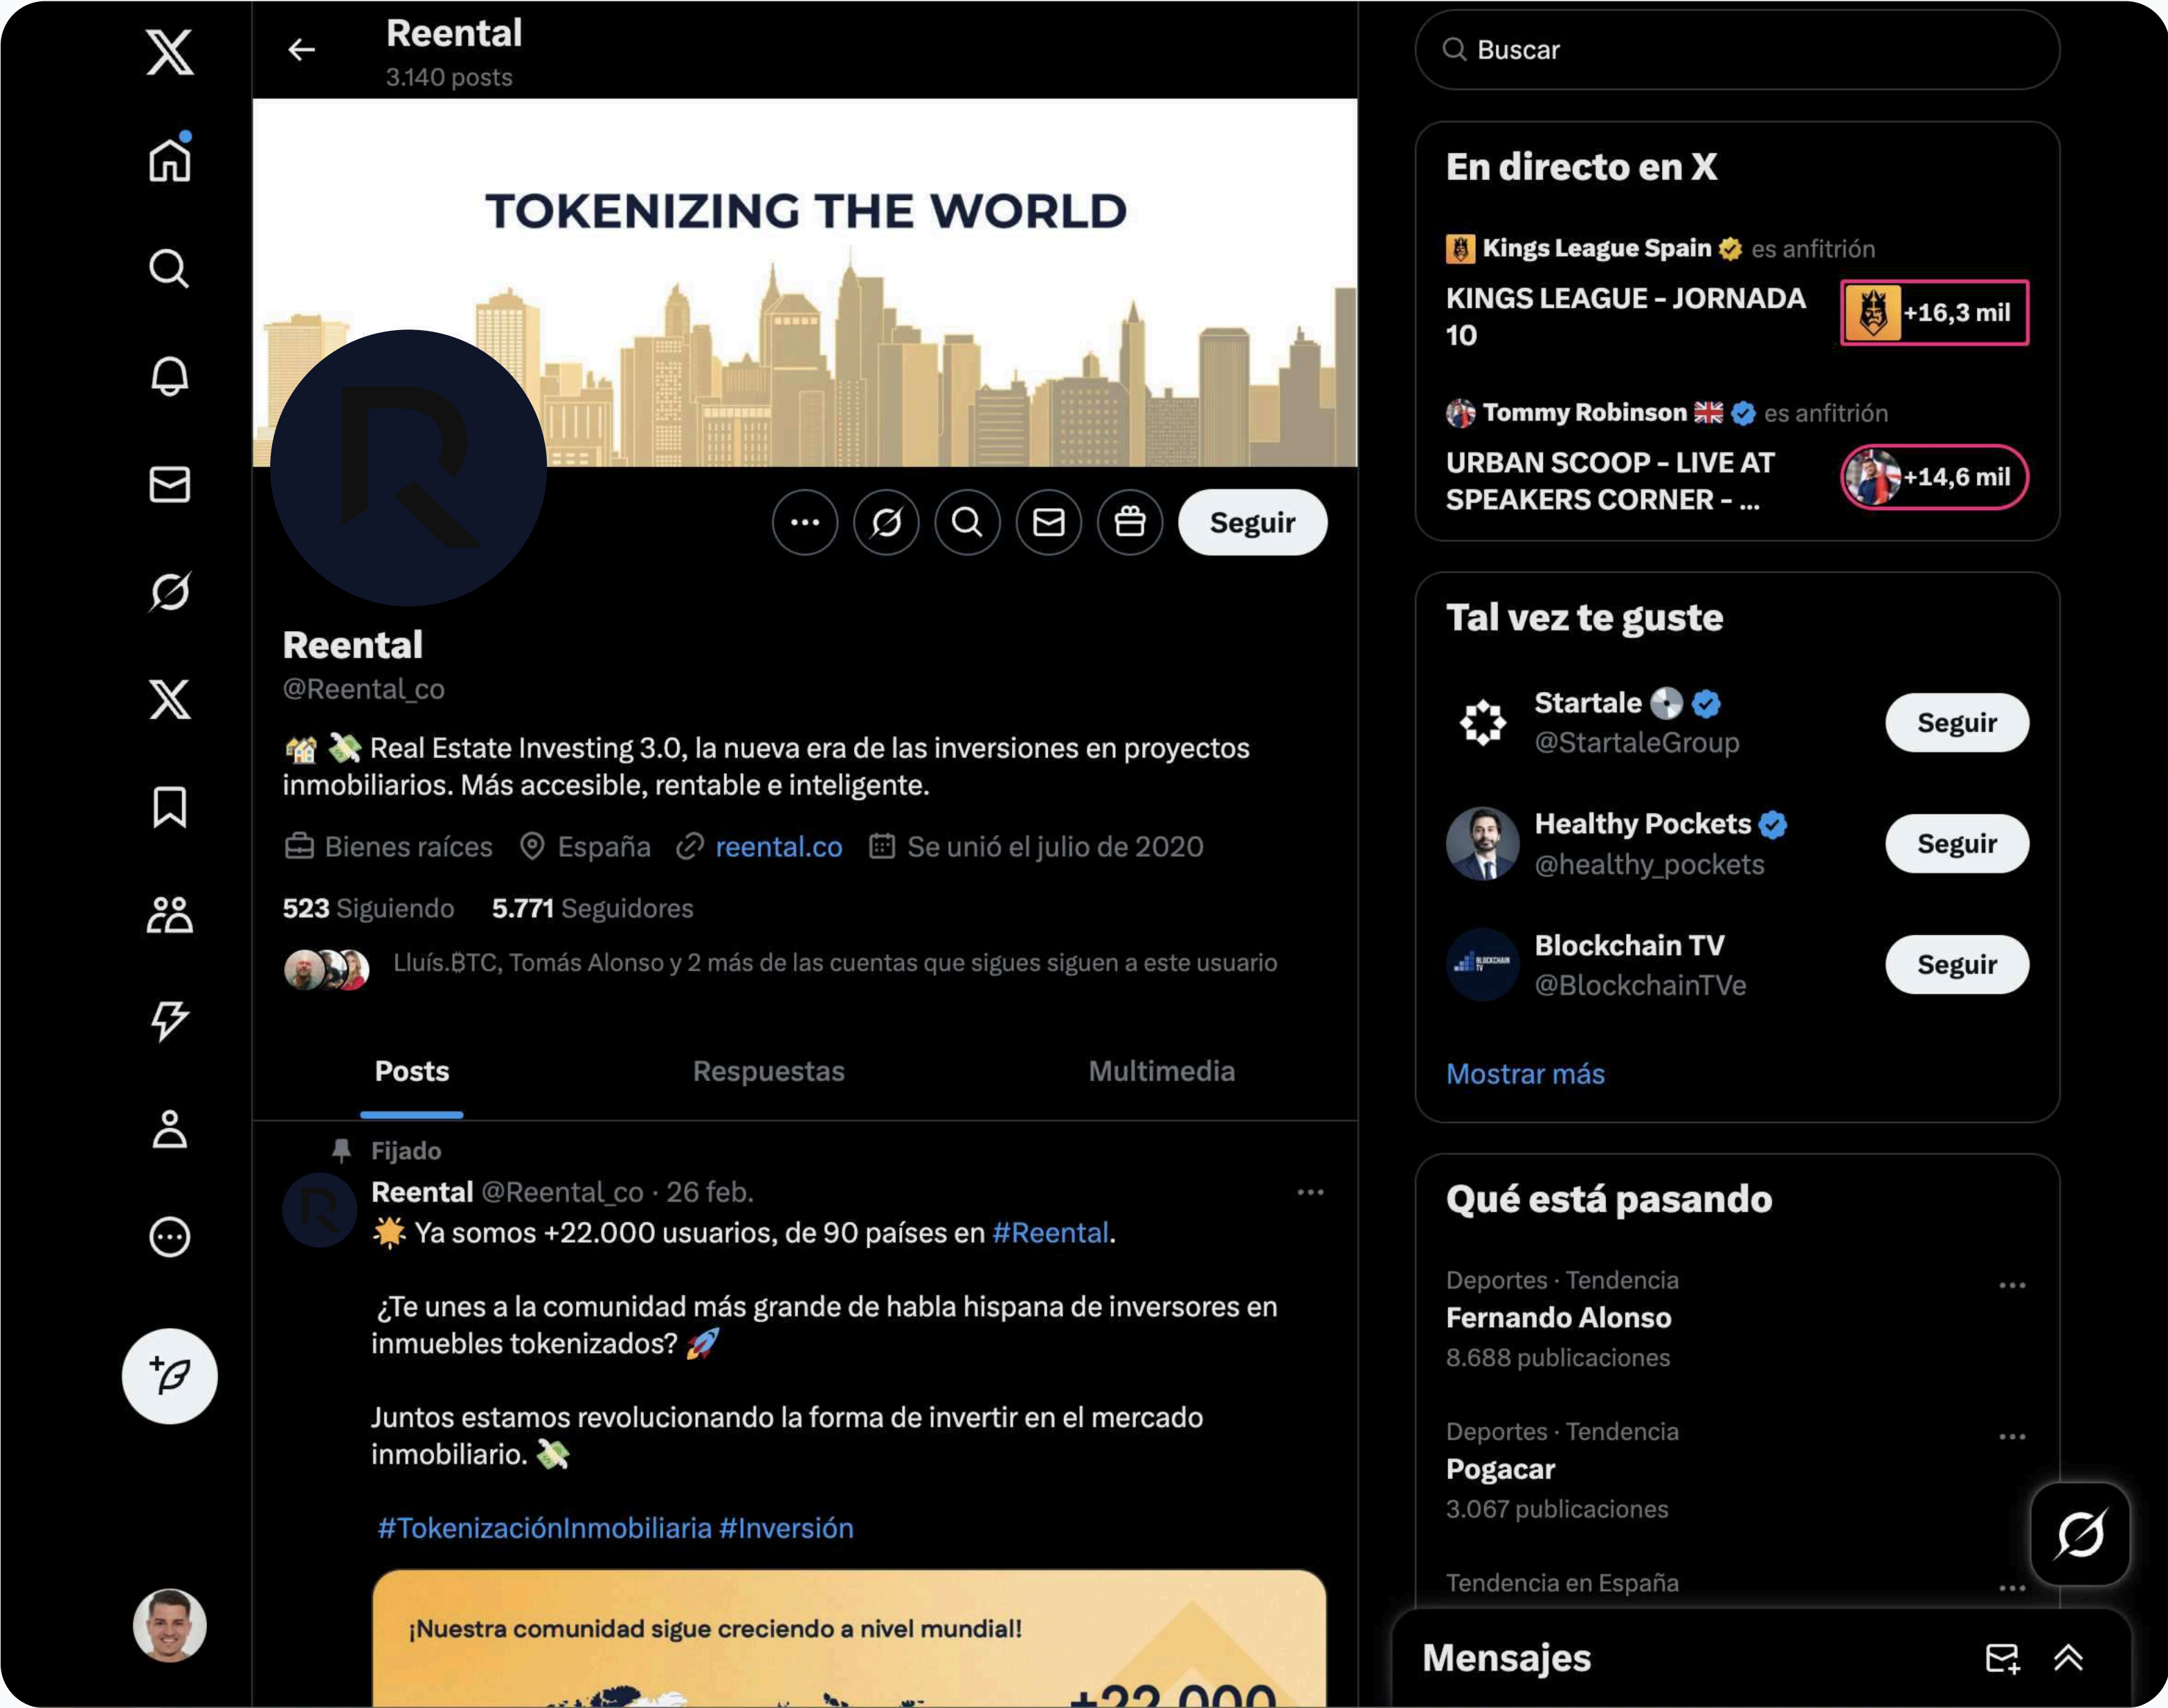 Reental
3.140 posts
TOKENIZING THE WORLD
Seguir
Reental
@Reental_co
Real Estate Investing 3.0, la nueva era de las inversiones en proyectos
inmobiliarios. Más accesible, rentable e inteligente.
Bienes raíces España reental.co Se unió el julio de 2020
523 Siguiendo 5.771 Seguidores
Lluís.₿TC, Tomás Alonso y 2 más de las cuentas que sigues siguen a este usuario
Posts Respuestas Multimedia
Fijado
Reental @Reental_co · 26 feb.
Ya somos +22.000 usuarios, de 90 países en #Reental.
¿Te unes a la comunidad más grande de habla hispana de inversores en
inmuebles tokenizados?
Juntos estamos revolucionando la forma de invertir en el mercado
inmobiliario.
#TokenizaciónInmobiliaria #Inversión
¡Nuestra comunidad sigue creciendo a nivel mundial!
+22.000
Buscar
En directo en X
Kings League Spain es anfitrión
KINGS LEAGUE - JORNADA
10
+16,3 mil
Tommy Robinson es anfitrión
URBAN SCOOP - LIVE AT
SPEAKERS CORNER - ...
+14,6 mil
Tal vez te guste
Startale
@StartaleGroup
Seguir
Healthy Pockets
@healthy_pockets
Seguir
BLOCKCHAIN
TV
Blockchain TV
@BlockchainTVe
Seguir
Mostrar más
Qué está pasando
Deportes · Tendencia
Fernando Alonso
8.688 publicaciones
Deportes · Tendencia
Pogacar
3.067 publicaciones
Tendencia en España
Mensajes